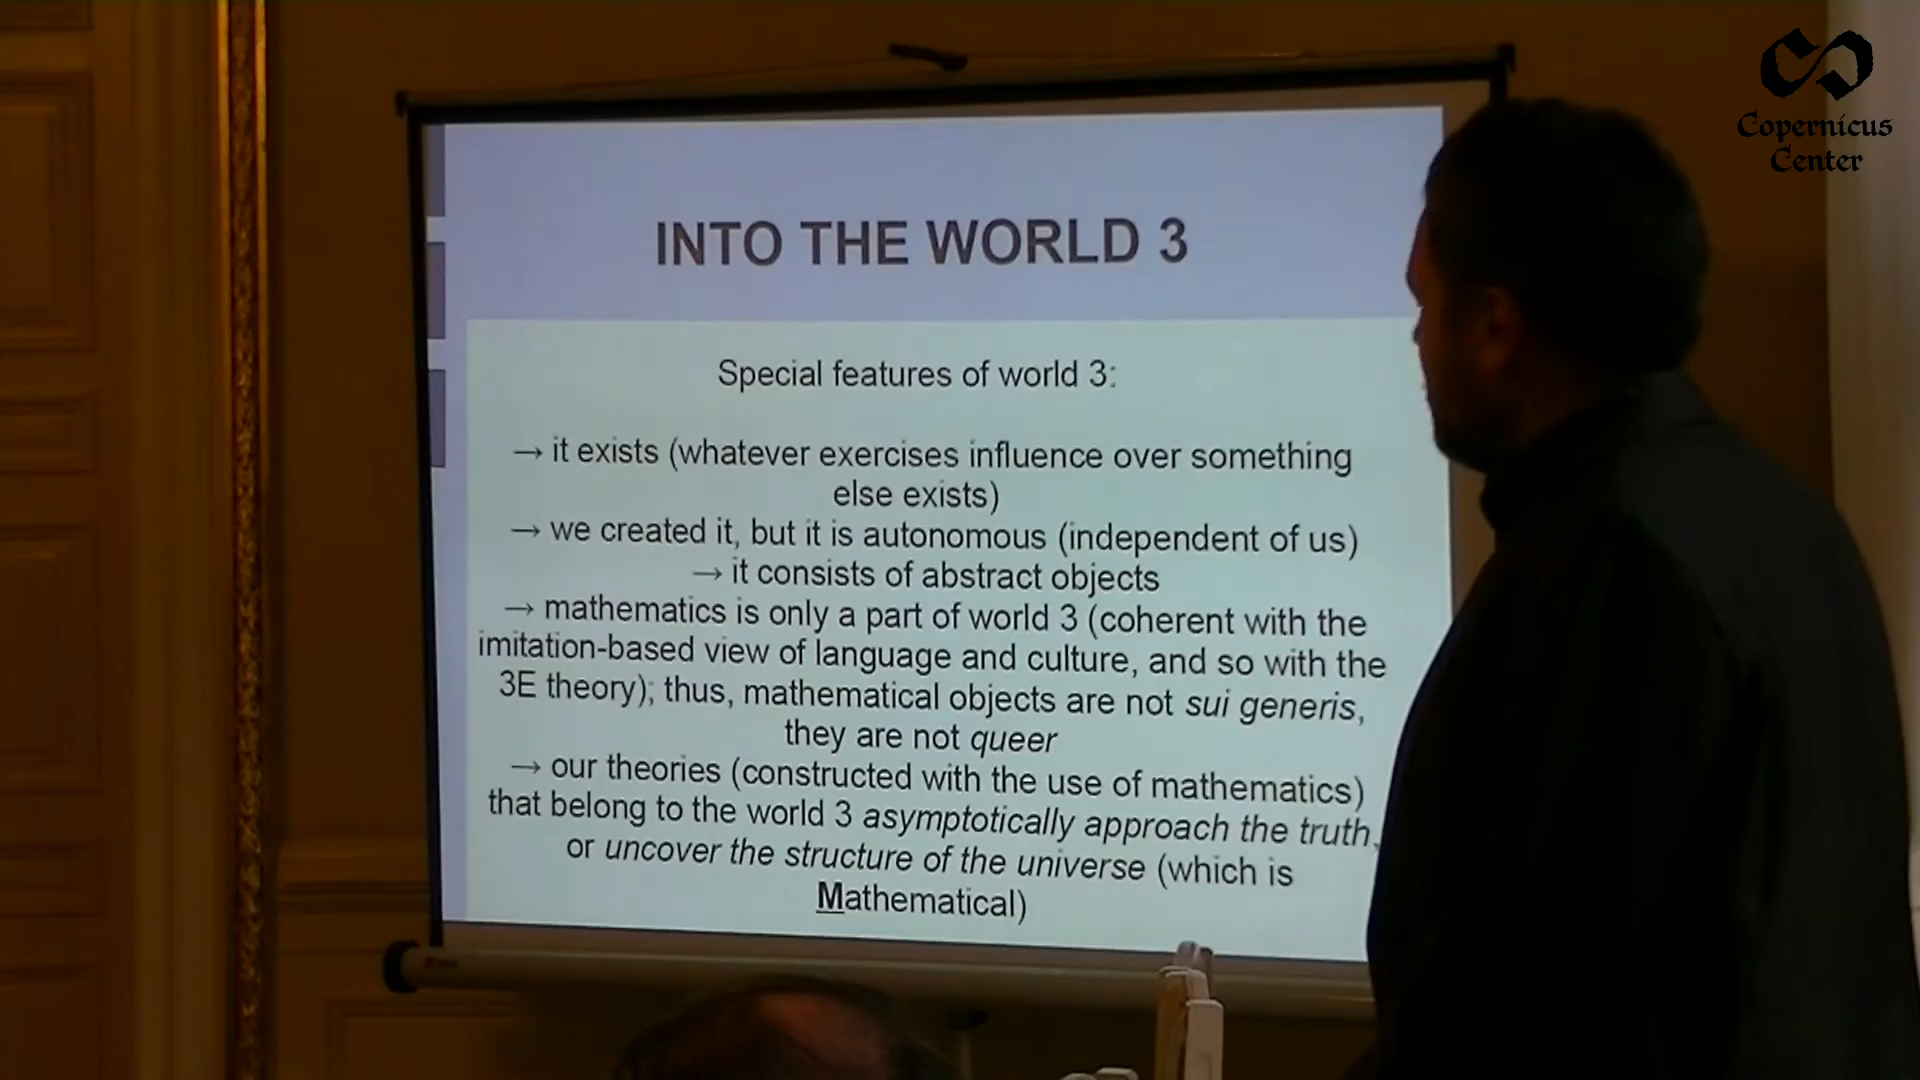 Copernicus
Center
INTO THE WORLD 3
Special features of world 3:
→ it exists (whatever exercises influence over something
else exists)
→ we created it, but it is autonomous (independent of us)
→ it consists of abstract objects
→ mathematics is only a part of world 3 (coherent with the
imitation-based view of language and culture, and so with the
3E theory); thus, mathematical objects are not sui generis,
they are not queer
→ our theories (constructed with the use of mathematics)
that belong to the world 3 asymptotically approach the truth,
or uncover the structure of the universe (which is
Mathematical)